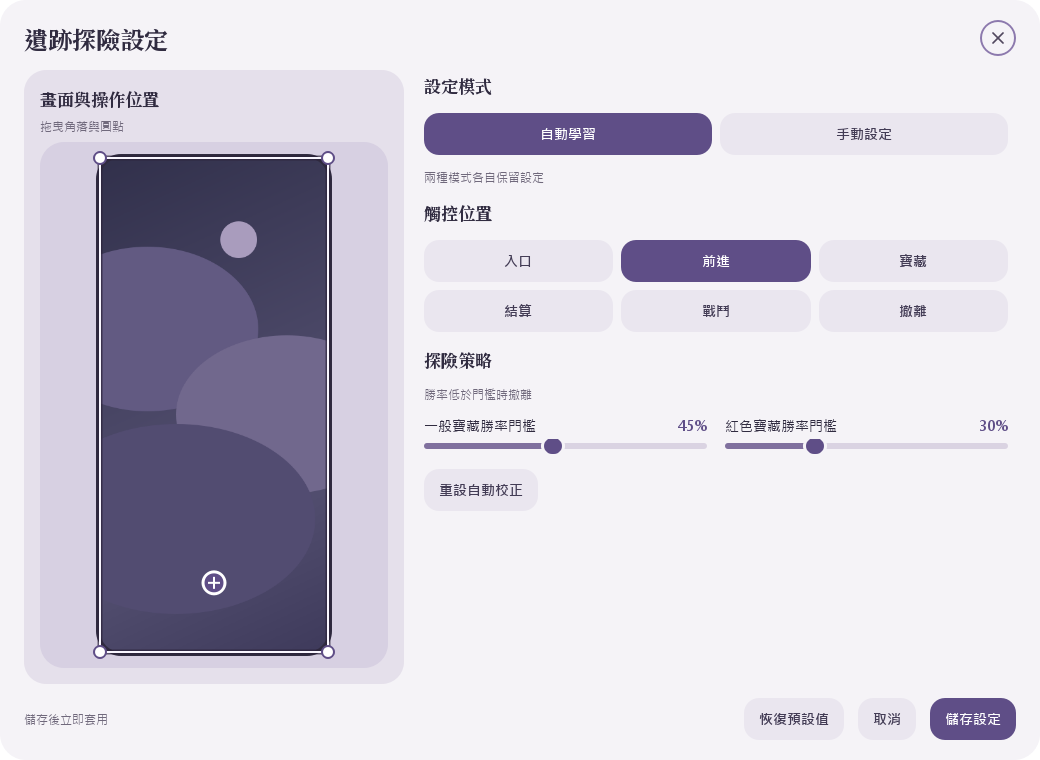 遺跡探險設定
畫面與操作位置
拖曳角落與圓點
設定模式
自動學習
手動設定
兩種模式各自保留設定
觸控位置
入口
前進
寶藏
結算
戰鬥
撤離
探險策略
勝率低於門檻時撤離
一般寶藏勝率門檻 45%
紅色寶藏勝率門檻 30%
重設自動校正
儲存後立即套用
恢復預設值
取消
儲存設定